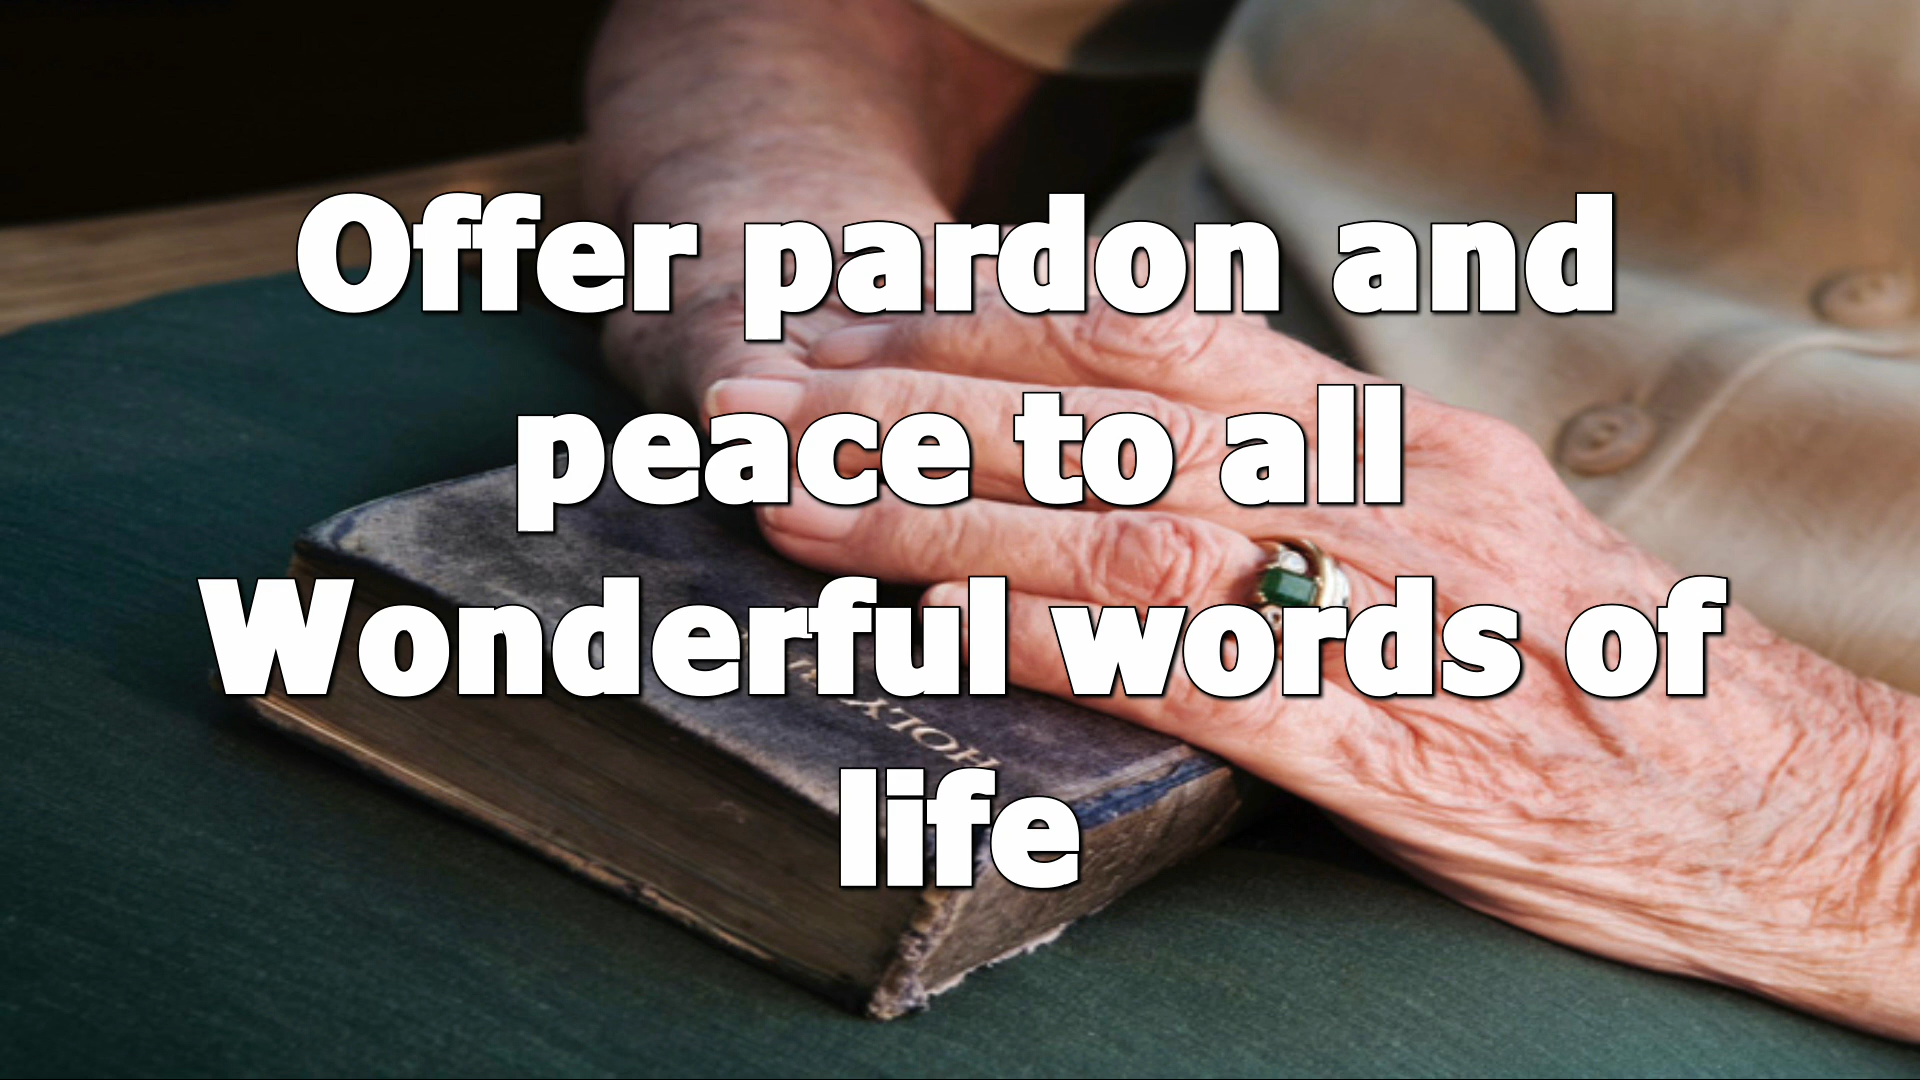 Offer pardon and
peace to all
Wonderful words of
life
HOLY